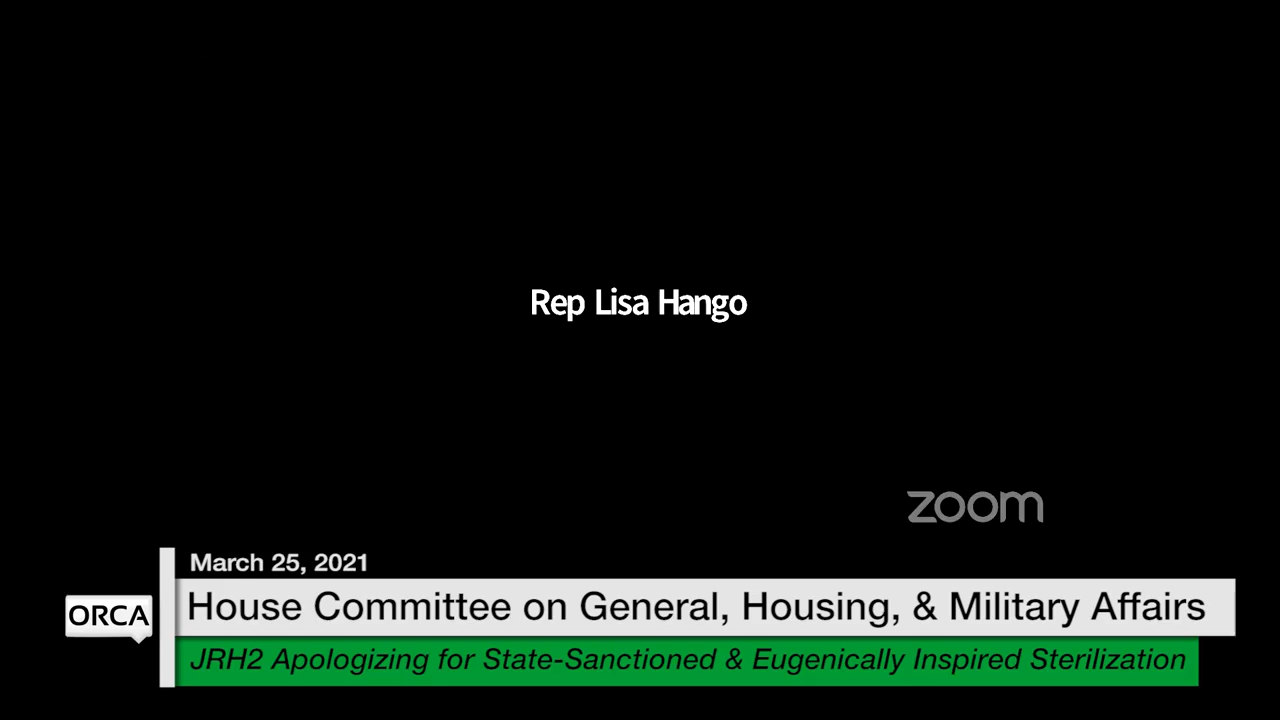 Rep Lisa Hango
zoom
March 25, 2021
House Committee on General, Housing, & Military Affairs
ORCA
JRH2 Apologizing for State-Sanctioned & Eugenically Inspired Sterilization